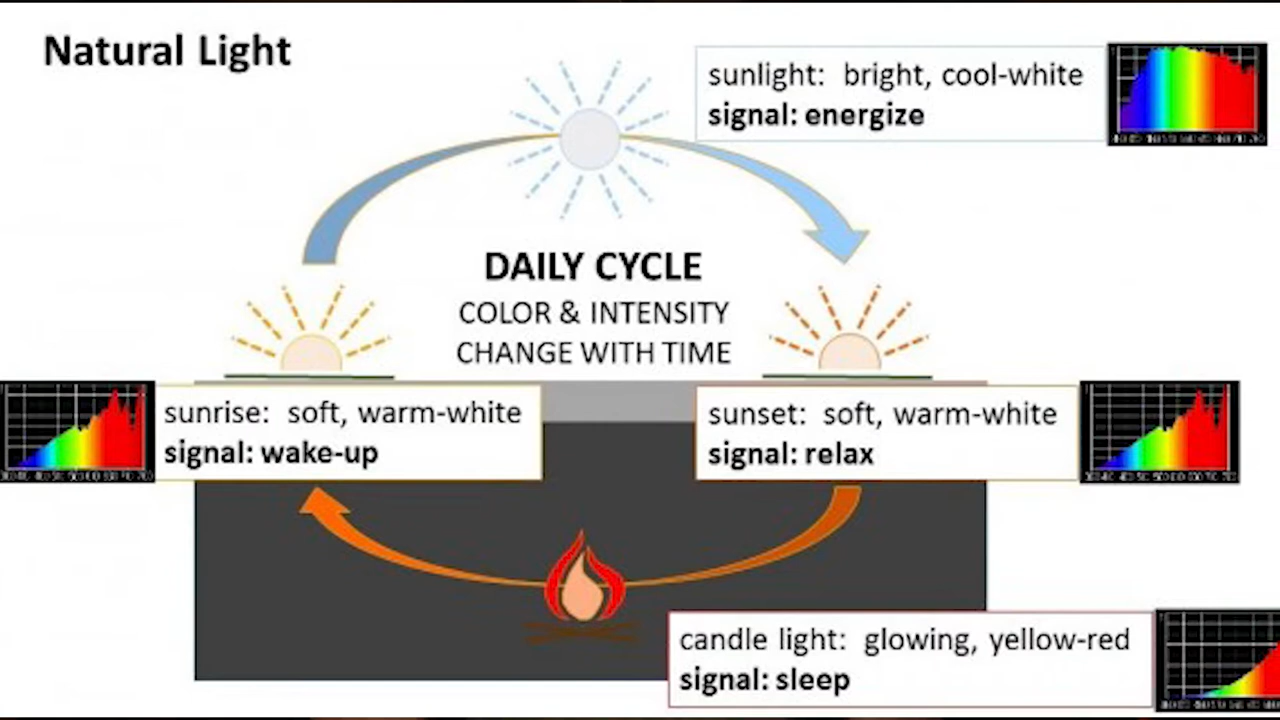 Natural Light
sunlight: bright, cool-white
signal: energize
DAILY CYCLE
COLOR & INTENSITY
CHANGE WITH TIME
sunrise: soft, warm-white
signal: wake-up
sunset: soft, warm-white
signal: relax
candle light: glowing, yellow-red
signal: sleep